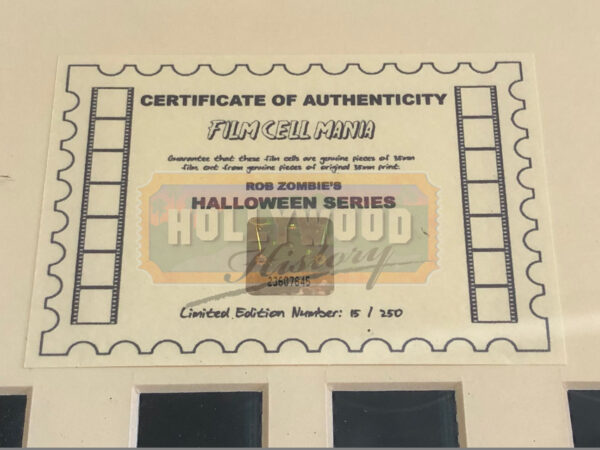 CERTIFICATE OF AUTHENTICITY
FILM CELL MANIA
Guarantee that these film cells are genuine pieces of 35mm
film cut from genuine pieces of original 35mm print.
ROB ZOMBIE'S
HALLOWEEN SERIES
HOLLYWOOD
History
23607645
Limited Edition Number: 15 / 250